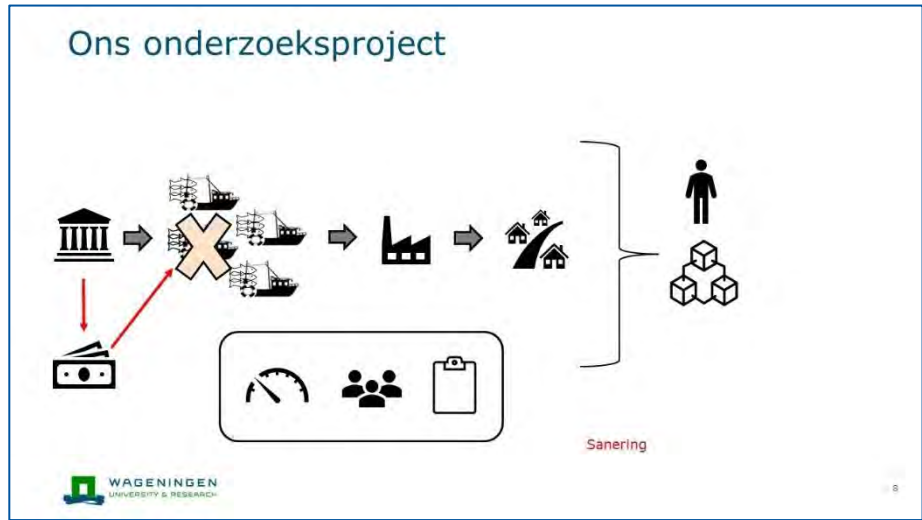 Ons onderzoeksproject
Sanering
WAGENINGEN
UNIVERSITY & RESEARCH
8